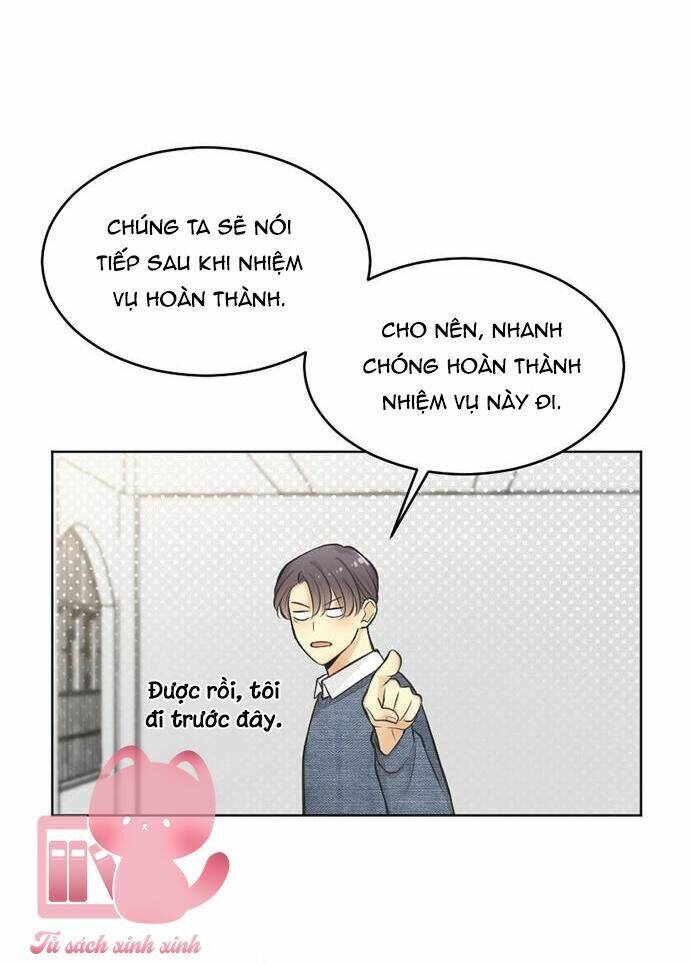 CHÚNG TA SẼ NÓI
TIẾP SAU KHI NHIỆM
VỤ HOÀN THÀNH.
CHO NÊN, NHANH
CHÓNG HOÀN THÀNH
NHIỆM VỤ NÀY ĐI.
Được rồi, tôi
đi trước đây.
Tủ sách xinh xinh